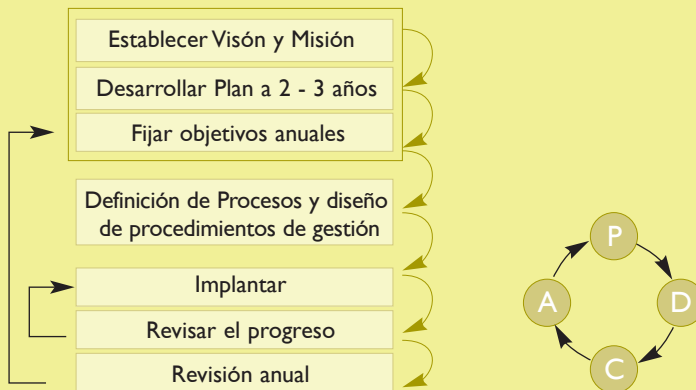 Establecer Visón y Misión
Desarrollar Plan a 2 - 3 años
Fijar objetivos anuales
Definición de Procesos y diseño
de procedimientos de gestión
Implantar
Revisar el progreso
Revisión anual
P
A
D
C